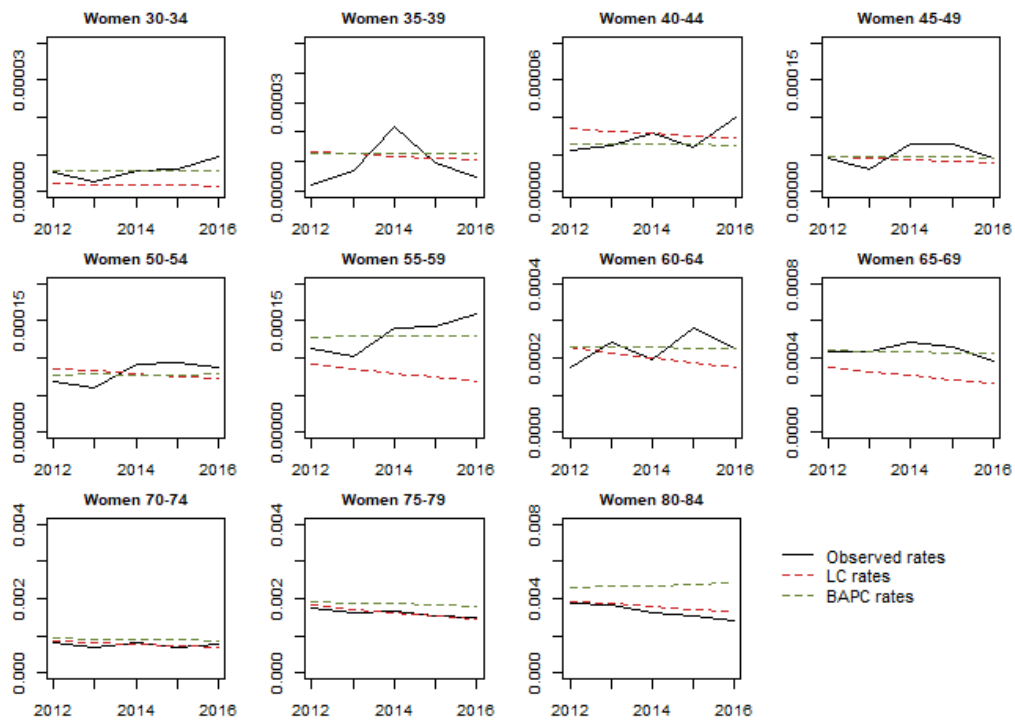 Women 30-34
Women 35-39
Women 40-44
Women 45-49
0.00003
0.00000
0.00003
0.00000
0.00006
0.00000
0.00015
0.00000
2012 2014 2016
2012 2014 2016
2012 2014 2016
2012 2014 2016
Women 50-54
Women 55-59
Women 60-64
Women 65-69
0.00015
0.00000
0.00015
0.00000
0.0004
0.0002
0.0000
0.0008
0.0004
0.0000
2012 2014 2016
2012 2014 2016
2012 2014 2016
2012 2014 2016
Women 70-74
Women 75-79
Women 80-84
0.004
0.002
0.000
0.004
0.002
0.000
0.008
0.004
0.000
2012 2014 2016
2012 2014 2016
2012 2014 2016
Observed rates
LC rates
BAPC rates